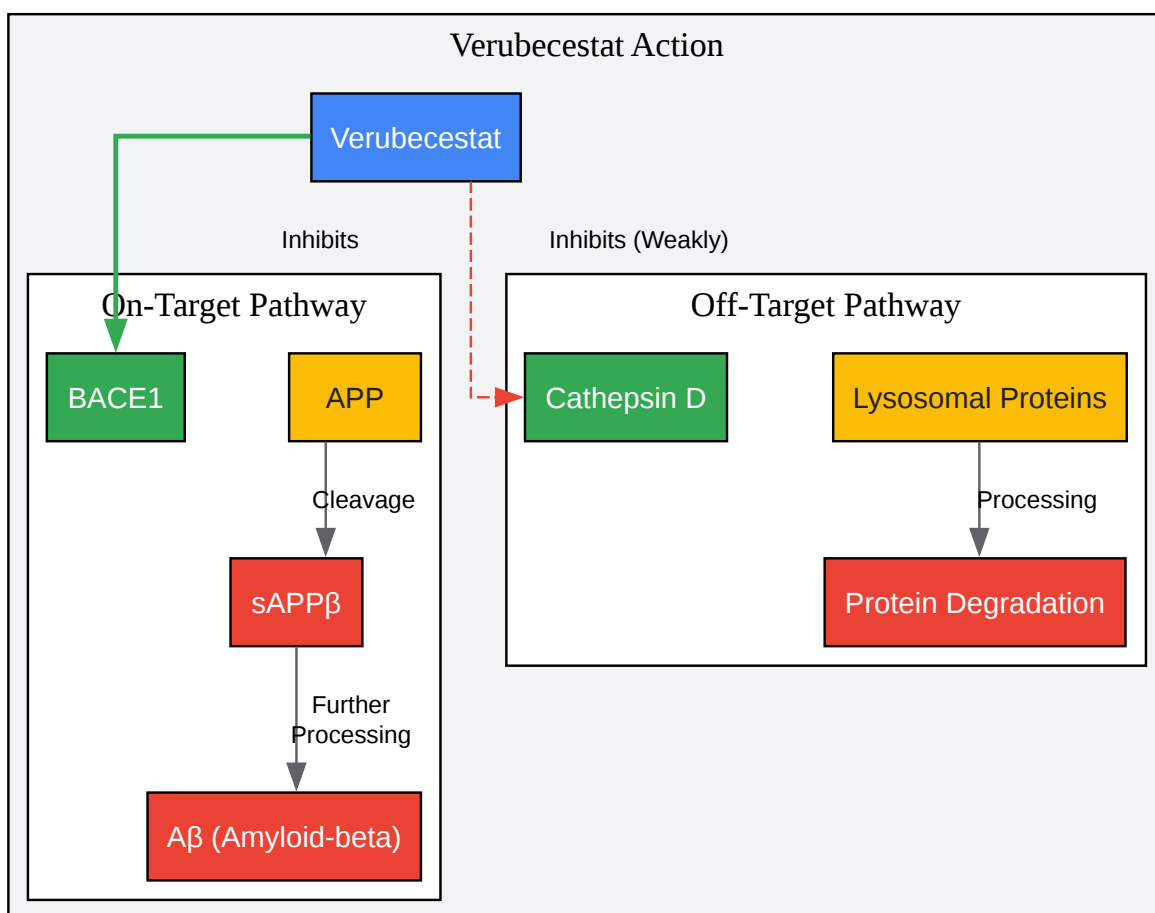 Verubecestat Action
Verubecestat
Inhibits
Inhibits (Weakly)
On-Target Pathway
BACE1
APP
Cleavage
sAPPβ
Further
Processing
Aβ (Amyloid-beta)
Off-Target Pathway
Cathepsin D
Lysosomal Proteins
Processing
Protein Degradation